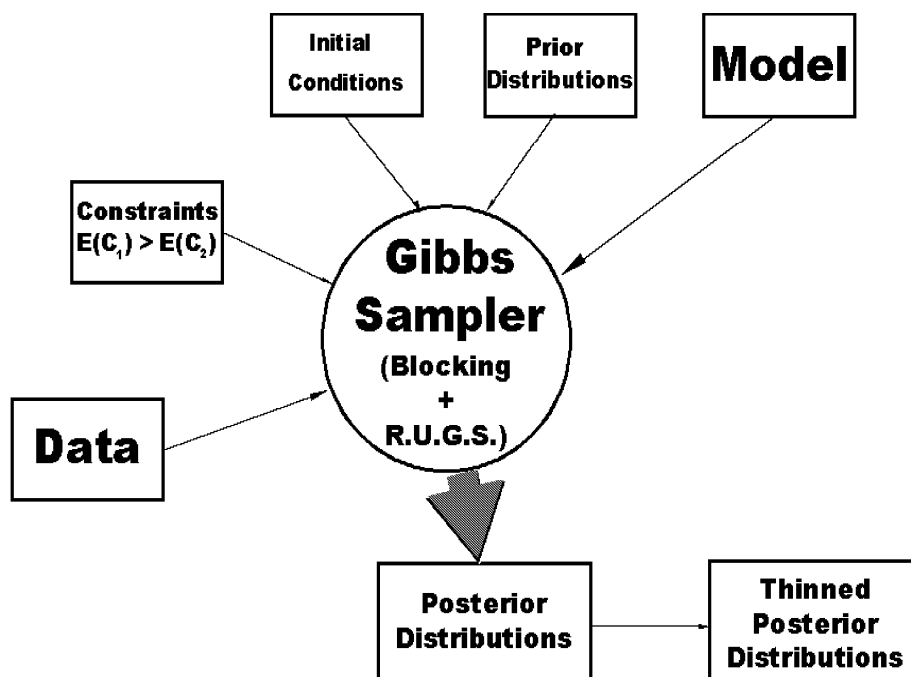 Initial
Conditions
Prior
Distributions
Model
Constraints
E(C₁) > E(C₂)
Gibbs
Sampler
(Blocking
+
R.U.G.S.)
Data
Posterior
Distributions
Thinned
Posterior
Distributions